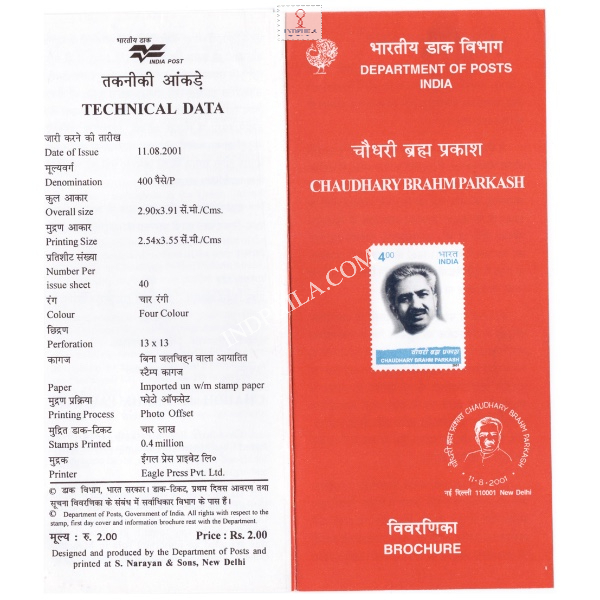 भारतीय डाक
INDIA POST
तकनीकी आंकड़े
TECHNICAL DATA
जारी करने की तारीख
Date of Issue 11.08.2001
मूल्यवर्ग
Denomination 400 पैसे/P
कुल आकार
Overall size 2.90x3.91 सें.मी./Cms.
मुद्रण आकार
Printing Size 2.54x3.55 सें.मी./Cms
प्रतिशीट संख्या
Number Per
issue sheet 40
रंग चार रंगी
Colour Four Colour
छिद्रण
Perforation 13 x 13
कागज बिना जलचिहन वाला आयातित
स्टैम्प कागज
Paper Imported un w/m stamp paper
मुद्रण प्रक्रिया फोटो ऑफसेट
Printing Process Photo Offset
मुद्रित डाक-टिकट चार लाख
Stamps Printed 0.4 million
मुद्रक ईगल प्रेस प्राइवेट लि०
Printer Eagle Press Pvt. Ltd.
© डाक विभाग, भारत सरकार। डाक-टिकट, प्रथम दिवस आवरण तथा
सूचना विवरणिका के संबंध में सर्वाधिकार विभाग के पास हैं।
© Department of Posts, Government of India. All rights with respect to the
stamp, first day cover and information brochure rest with the Department.
मूल्य : रु. 2.00 Price : Rs. 2.00
Designed and produced by the Department of Posts and
printed at S. Narayan & Sons, New Delhi
INDPHILA
भारतीय डाक विभाग
DEPARTMENT OF POSTS
INDIA
चौधरी ब्रह्म प्रकाश
CHAUDHARY BRAHM PARKASH
4.00 भारत
INDIA
चौधरी ब्रह्म प्रकाश
CHAUDHARY BRAHM PARKASH
चौधरी ब्रह्म प्रकाश CHAUDHARY BRAHM PARKASH
11-8-2001
नई दिल्ली 110001 New Delhi
विवरणिका
BROCHURE
INDPHILA.COM